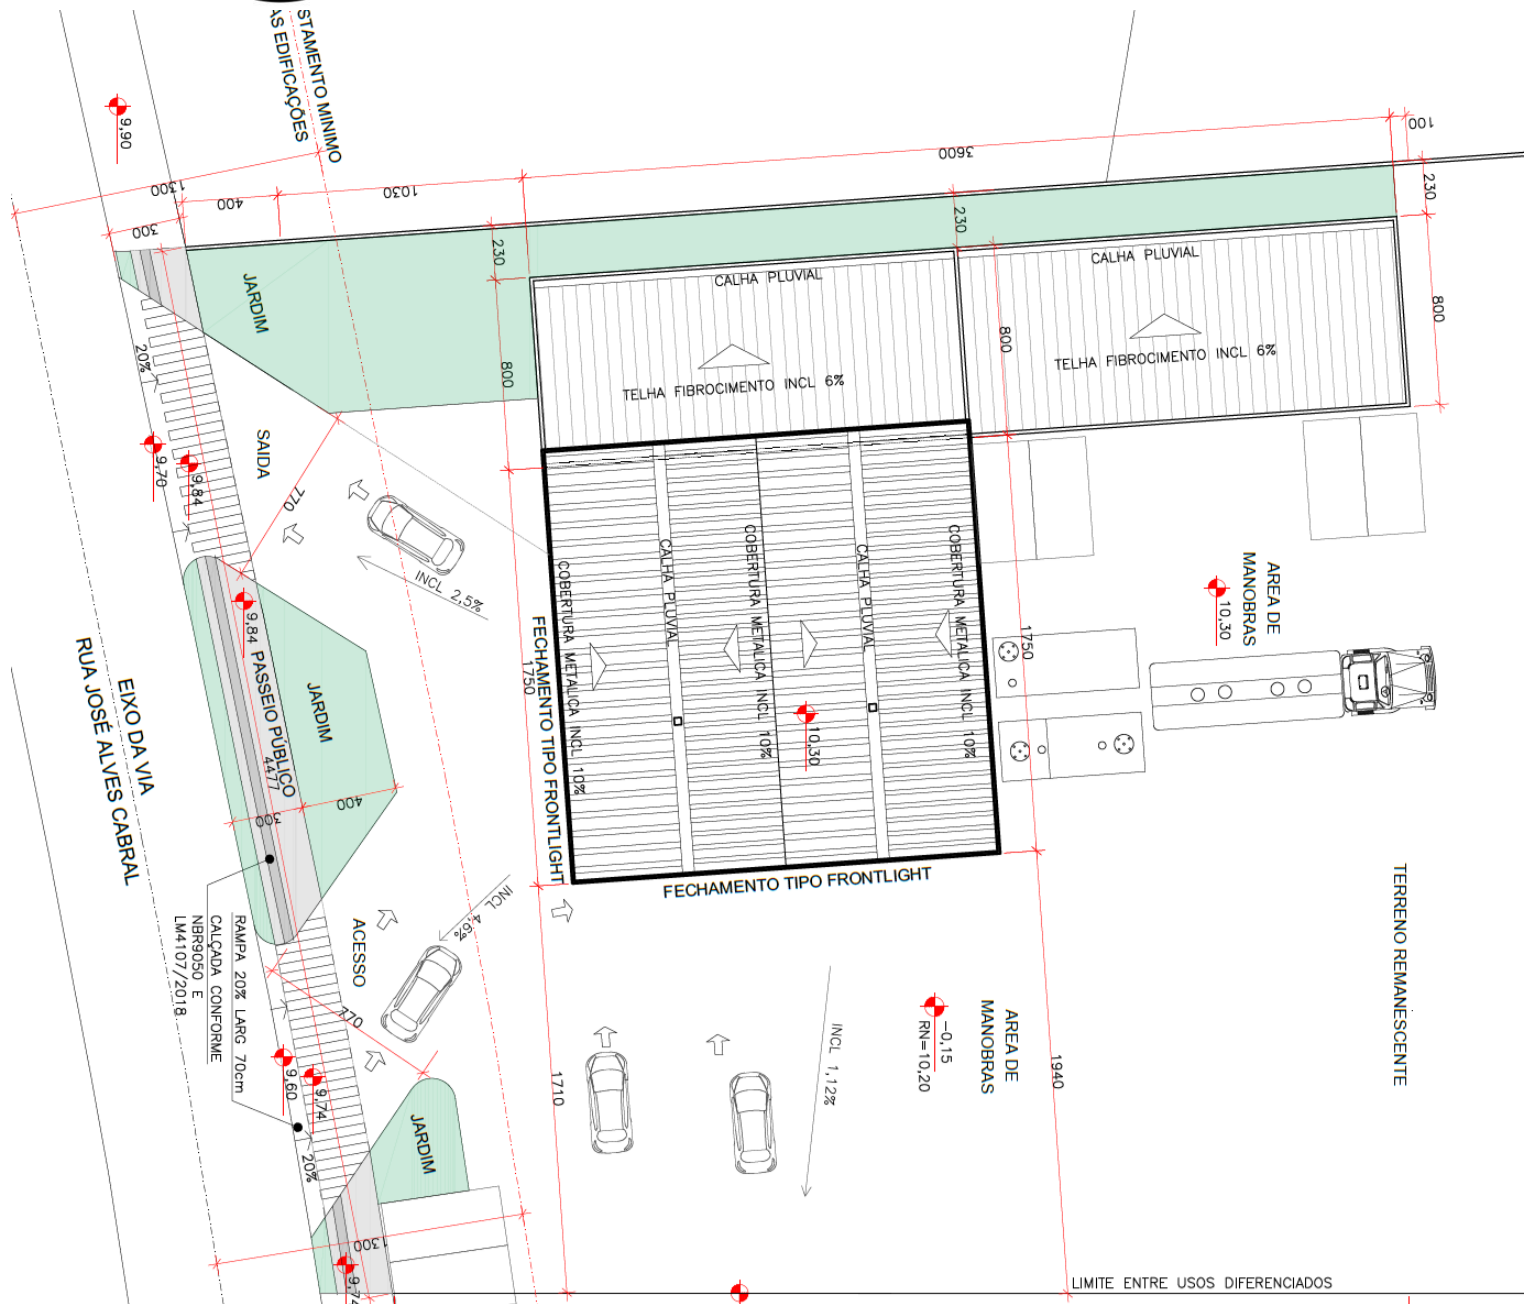 STAMENTO MINIMO
AS EDIFICAÇÕES
9,90
1300
300
400
1030
3600
100
230
230
230
800
800
800
JARDIM
CALHA PLUVIAL
TELHA FIBROCIMENTO INCL 6%
CALHA PLUVIAL
TELHA FIBROCIMENTO INCL 6%
20%
SAIDA
9,70
9,84
770
INCL 2,5%
9,84
PASSEIO PÚBLICO
4477
JARDIM
400
300
EIXO DA VIA
RUA JOSÉ ALVES CABRAL
FECHAMENTO TIPO FRONTLIGHT
1750
COBERTURA METALICA INCL 10%
CALHA PLUVIAL
COBERTURA METALICA INCL 10%
CALHA PLUVIAL
COBERTURA METALICA INCL 10%
10,30
1750
FECHAMENTO TIPO FRONTLIGHT
AREA DE
MANOBRAS
10,30
TERRENO REMANESCENTE
RAMPA 20% LARG 70cm
CALÇADA CONFORME
NBR9050 E
LM4107/2018
ACESSO
INCL 4,6%
770
9,60
9,74
20%
JARDIM
1300
9,74
1710
INCL 1,12%
-0,15
RN=10,20
AREA DE
MANOBRAS
1940
LIMITE ENTRE USOS DIFERENCIADOS